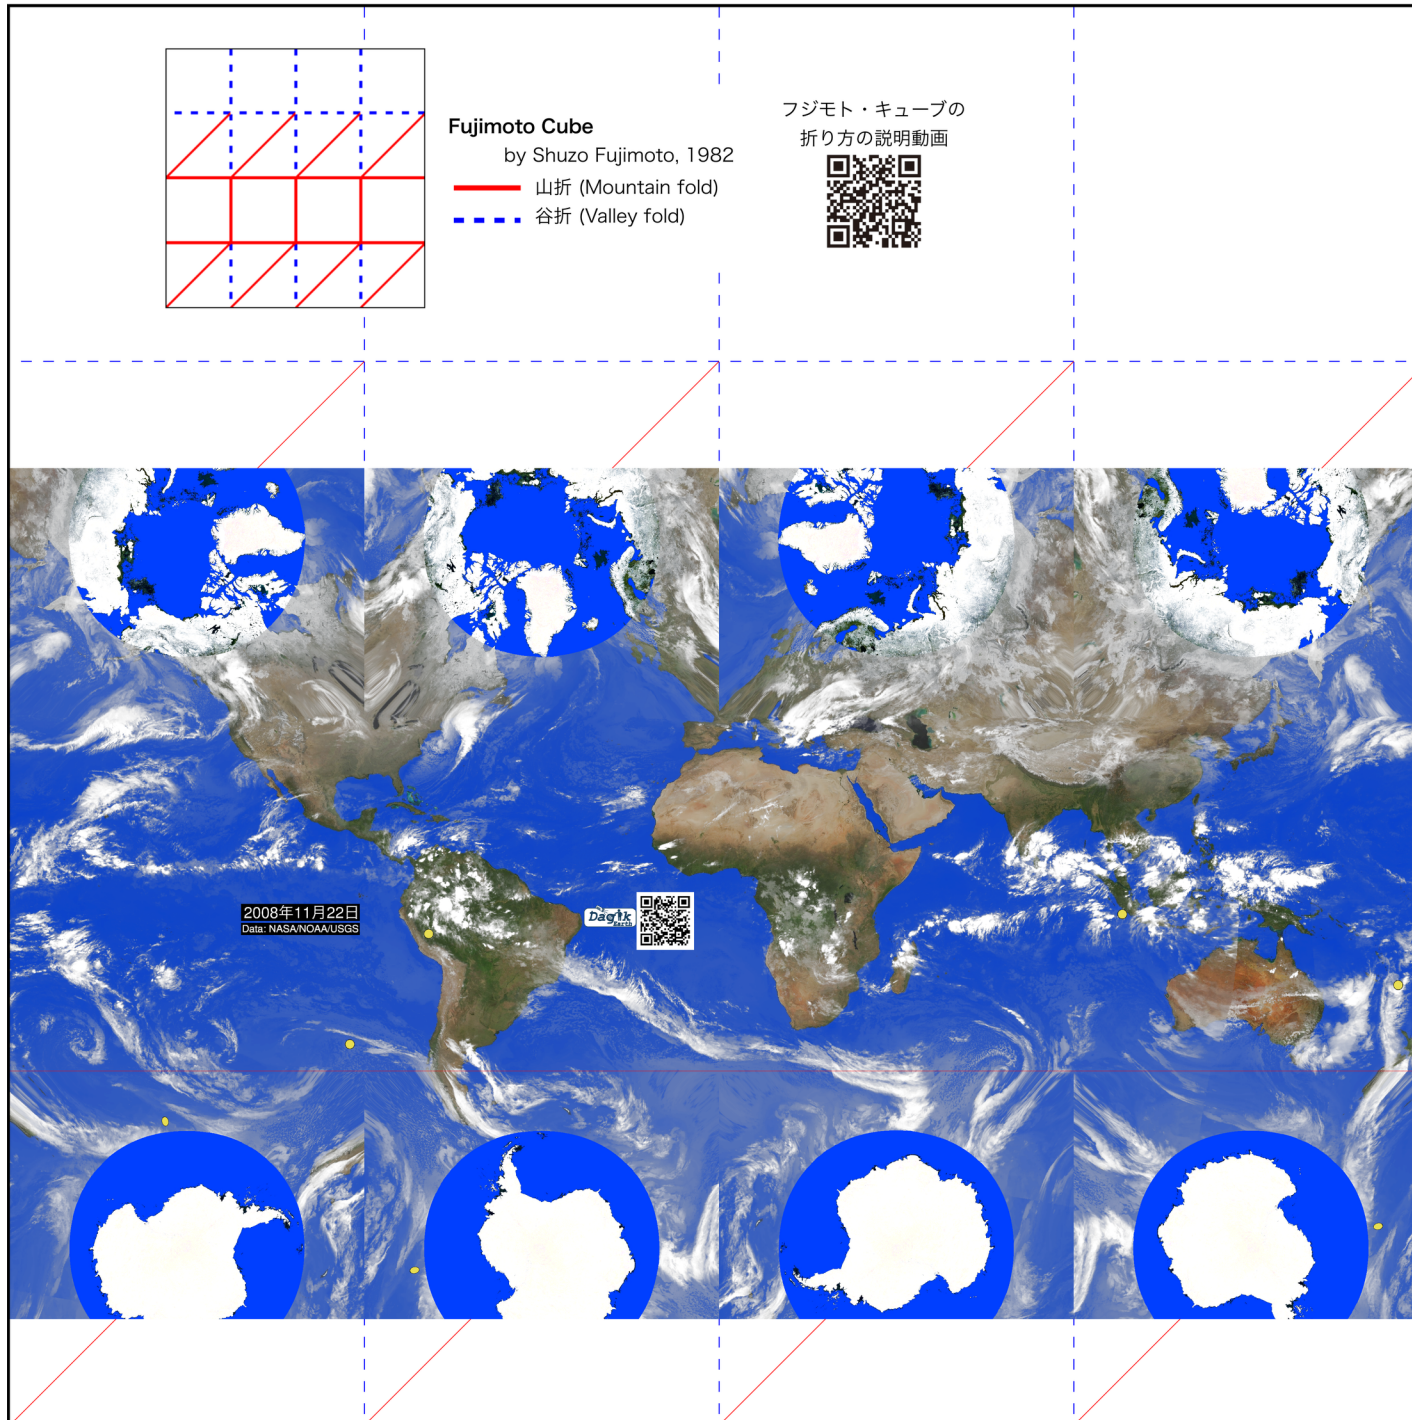 Fujimoto Cube
by Shuzo Fujimoto, 1982
山折 (Mountain fold)
谷折 (Valley fold)
フジモト・キューブの
折り方の説明動画
2008年11月22日
Data: NASA/NOAA/USGS
Dagik
Earth